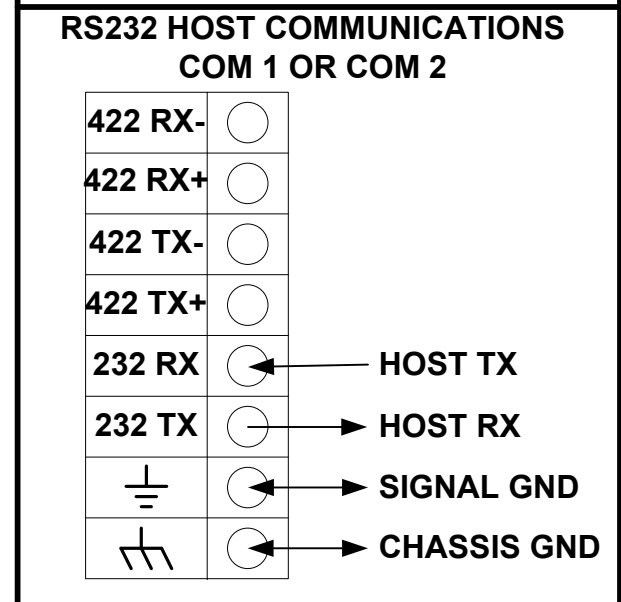 RS232 HOST COMMUNICATIONS
COM 1 OR COM 2
422 RX-
422 RX+
422 TX-
422 TX+
232 RX HOST TX
232 TX HOST RX
SIGNAL GND
CHASSIS GND